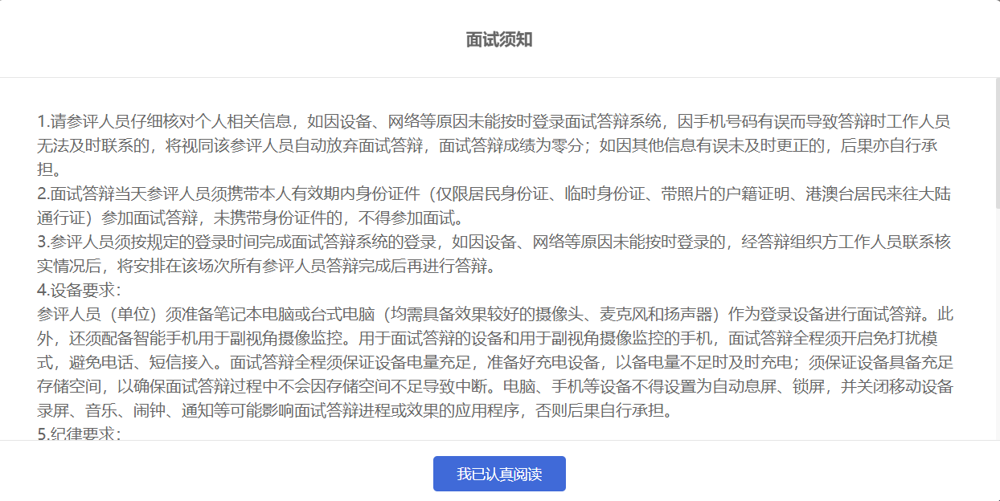 面试须知
1.请参评人员仔细核对个人相关信息，如因设备、网络等原因未能按时登录面试答辩系统，因手机号码有误而导致答辩时工作人员
无法及时联系的，将视同该参评人员自动放弃面试答辩，面试答辩成绩为零分；如因其他信息有误未及时更正的，后果亦自行承
担。
2.面试答辩当天参评人员须携带本人有效期内身份证件（仅限居民身份证、临时身份证、带照片的户籍证明、港澳台居民来往大陆
通行证）参加面试答辩，未携带身份证件的，不得参加面试。
3.参评人员须按规定的登录时间完成面试答辩系统的登录，如因设备、网络等原因未能按时登录的，经答辩组织方工作人员联系核
实情况后，将安排在该场次所有参评人员答辩完成后再进行答辩。
4.设备要求：
参评人员（单位）须准备笔记本电脑或台式电脑（均需具备效果较好的摄像头、麦克风和扬声器）作为登录设备进行面试答辩。此
外，还须配备智能手机用于副视角摄像监控。用于面试答辩的设备和用于副视角摄像监控的手机，面试答辩全程须开启免打扰模
式，避免电话、短信接入。面试答辩全程须保证设备电量充足，准备好充电设备，以备电量不足时及时充电；须保证设备具备充足
存储空间，以确保面试答辩过程中不会因存储空间不足导致中断。电脑、手机等设备不得设置为自动息屏、锁屏，并关闭移动设备
录屏、音乐、闹钟、通知等可能影响面试答辩进程或效果的应用程序，否则后果自行承担。
5.纪律要求：
我已认真阅读